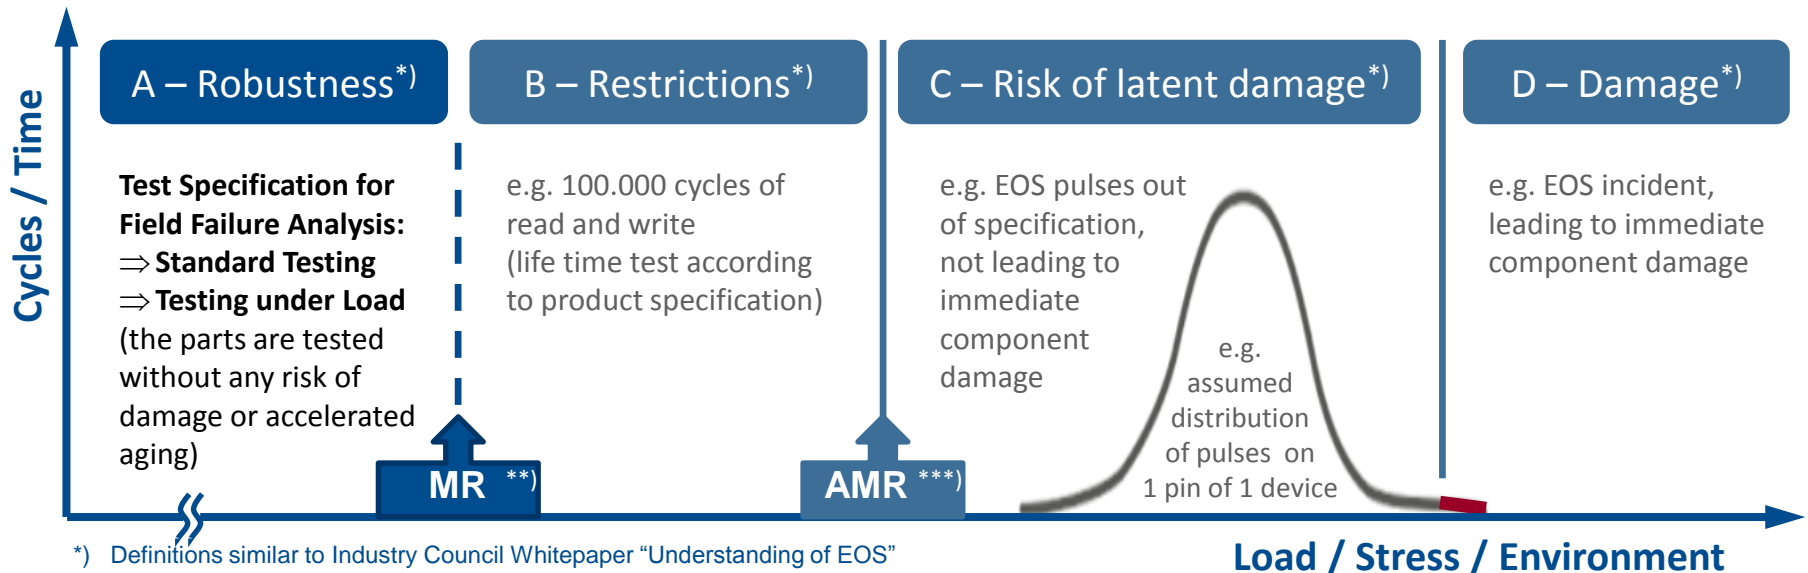 Cycles / Time
A – Robustness*)
B – Restrictions*)
C – Risk of latent damage*)
D – Damage*)
Test Specification for
Field Failure Analysis:
⇒ Standard Testing
⇒ Testing under Load
(the parts are tested
without any risk of
damage or accelerated
aging)
e.g. 100.000 cycles of
read and write
(life time test according
to product specification)
e.g. EOS pulses out
of specification,
not leading to
immediate
component
damage
e.g.
assumed
distribution
of pulses on
1 pin of 1 device
e.g. EOS incident,
leading to immediate
component damage
MR **)
AMR ***)
*) Definitions similar to Industry Council Whitepaper “Understanding of EOS”
Load / Stress / Environment